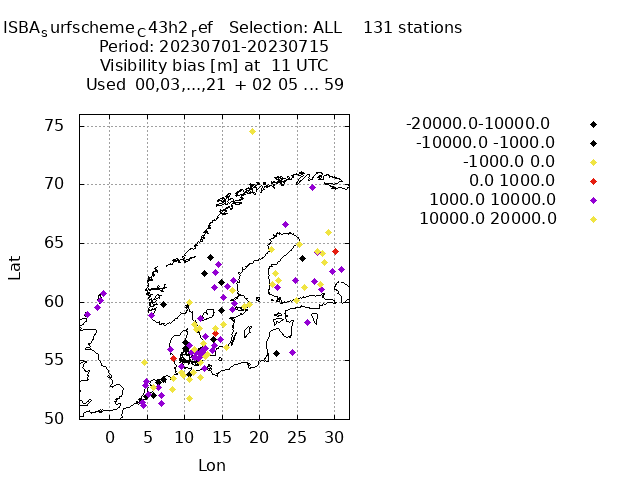 ISBAsurfschemeC43h2ref   Selection: ALL    131 stations
Period: 20230701-20230715
Visibility bias [m] at  11 UTC
Used  00,03,...,21  + 02 05 ... 59
-20000.0-10000.0
-10000.0 -1000.0
-1000.0 0.0
0.0 1000.0
1000.0 10000.0
10000.0 20000.0
75
70
65
60
55
50
Lat
0 5 10 15 20 25 30
Lon